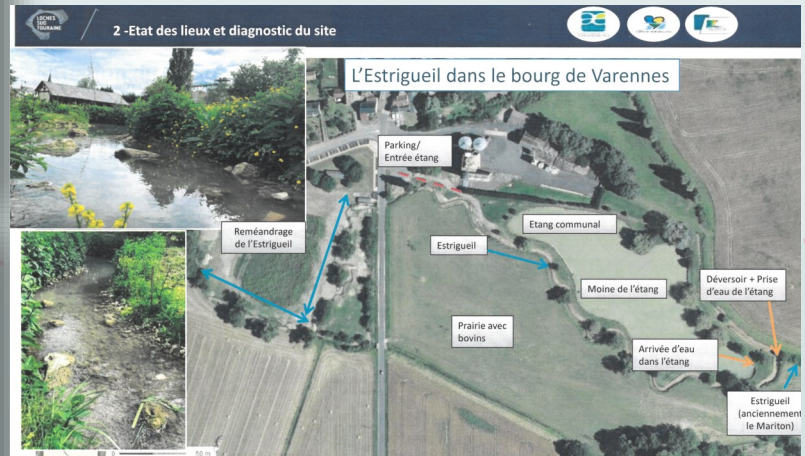 LOCHES
SUD
TOURAINE
2 -Etat des lieux et diagnostic du site
L'Estrigueil dans le bourg de Varennes
Parking/
Entrée étang
Reméandrage
de l'Estrigueil
Etang communal
Estrigueil
Moine de l'étang
Déversoir + Prise
d'eau de l'étang
Prairie avec
bovins
Arrivée d'eau
dans l'étang
Estrigueil
(anciennement
le Mariton)
0
50 m